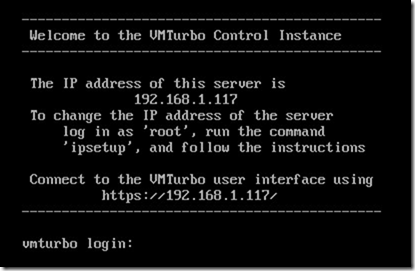 Welcome to the VMTurbo Control Instance
The IP address of this server is
192.168.1.117
To change the IP address of the server
log in as 'root', run the command
'ipsetup', and follow the instructions
Connect to the VMTurbo user interface using
https://192.168.1.117/
vmturbo login: